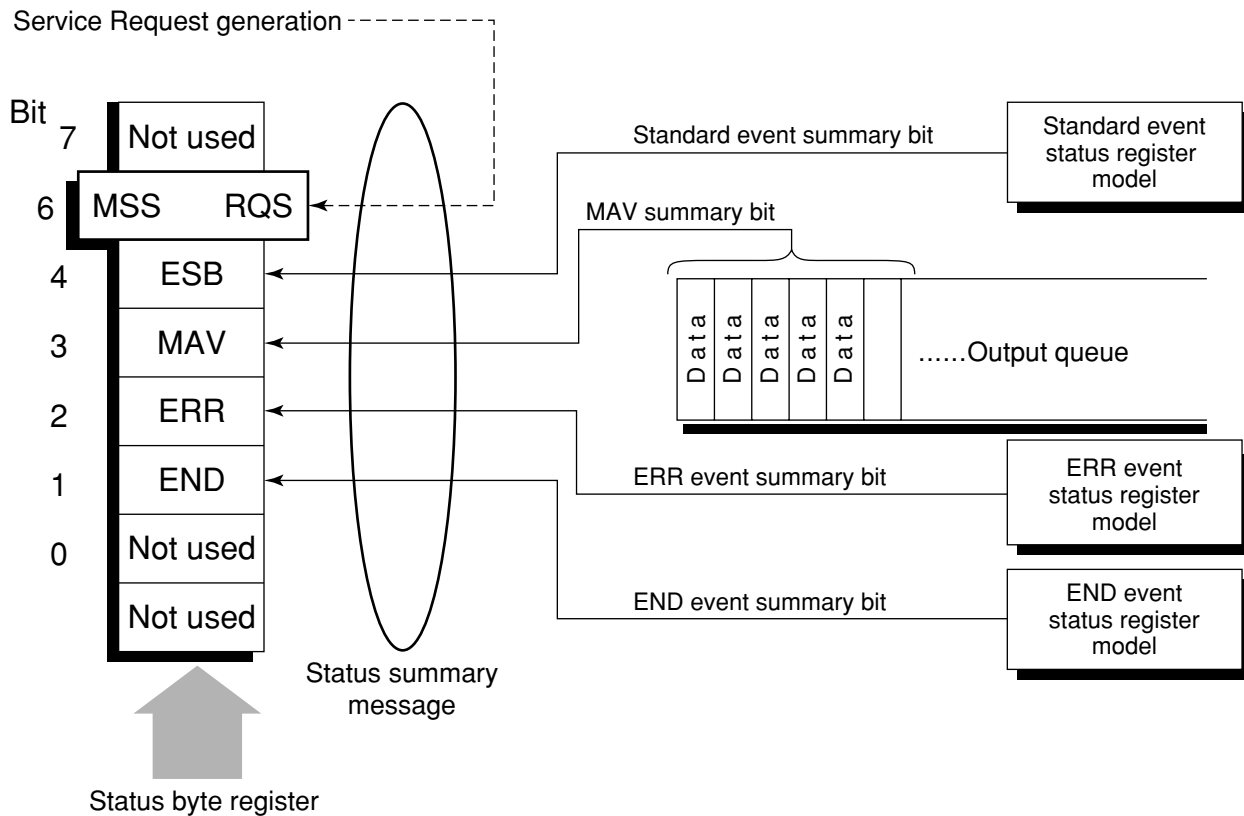 Service Request generation
Bit
7 Not used
6 MSS RQS
4 ESB
3 MAV
2 ERR
1 END
0 Not used
Not used
Status summary
message
Status byte register
Standard event summary bit
Standard event
status register
model
MAV summary bit
Data Data Data Data Data ......Output queue
ERR event summary bit
ERR event
status register
model
END event summary bit
END event
status register
model